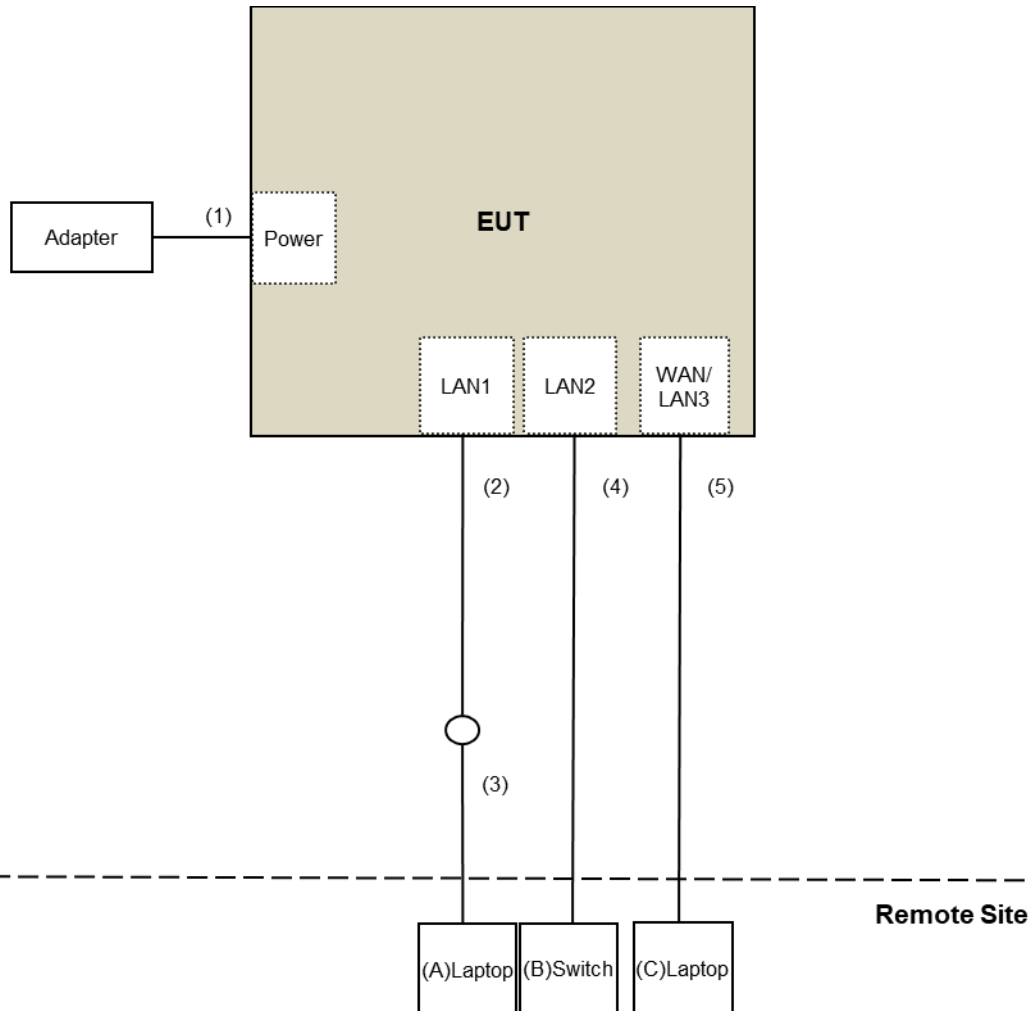 EUT
(1)
Adapter
Power
LAN1
LAN2
WAN/
LAN3
(2)
(4)
(5)
(3)
Remote Site
(A)Laptop
(B)Switch
(C)Laptop